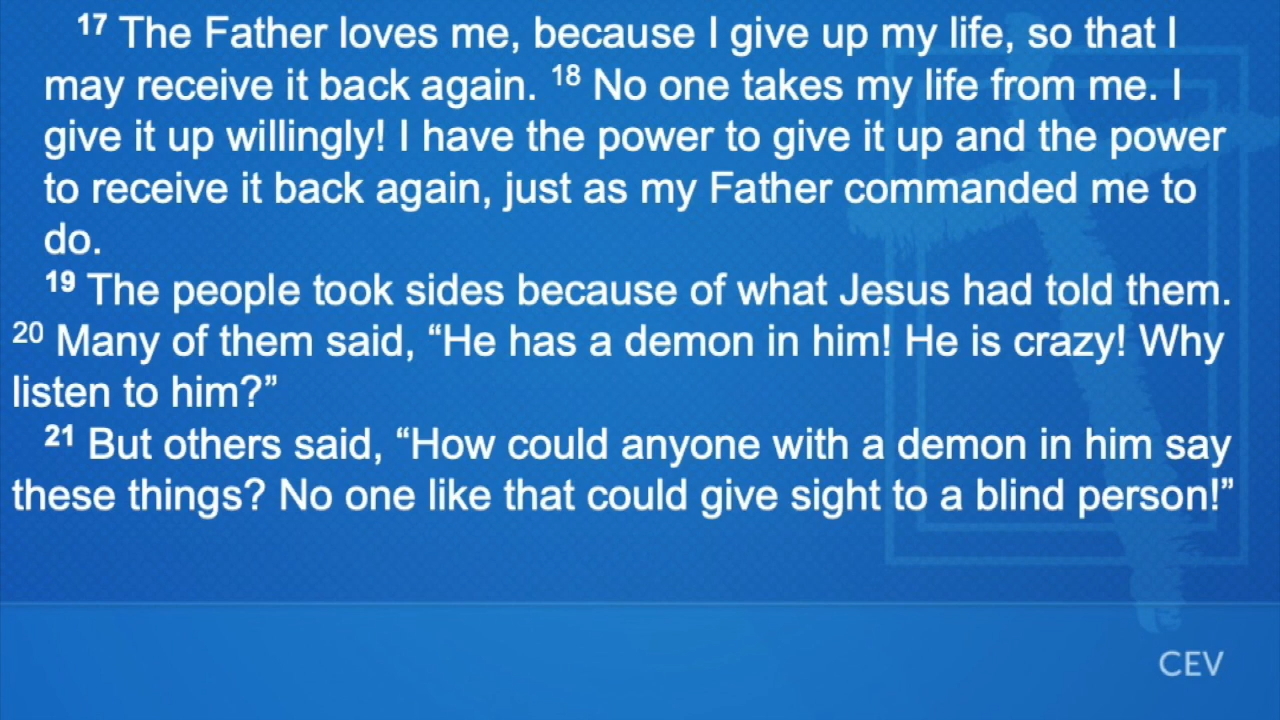 17 The Father loves me, because I give up my life, so that I
may receive it back again. 18 No one takes my life from me. I
give it up willingly! I have the power to give it up and the power
to receive it back again, just as my Father commanded me to
do.
19 The people took sides because of what Jesus had told them.
20 Many of them said, “He has a demon in him! He is crazy! Why
listen to him?”
21 But others said, “How could anyone with a demon in him say
these things? No one like that could give sight to a blind person!”
CEV